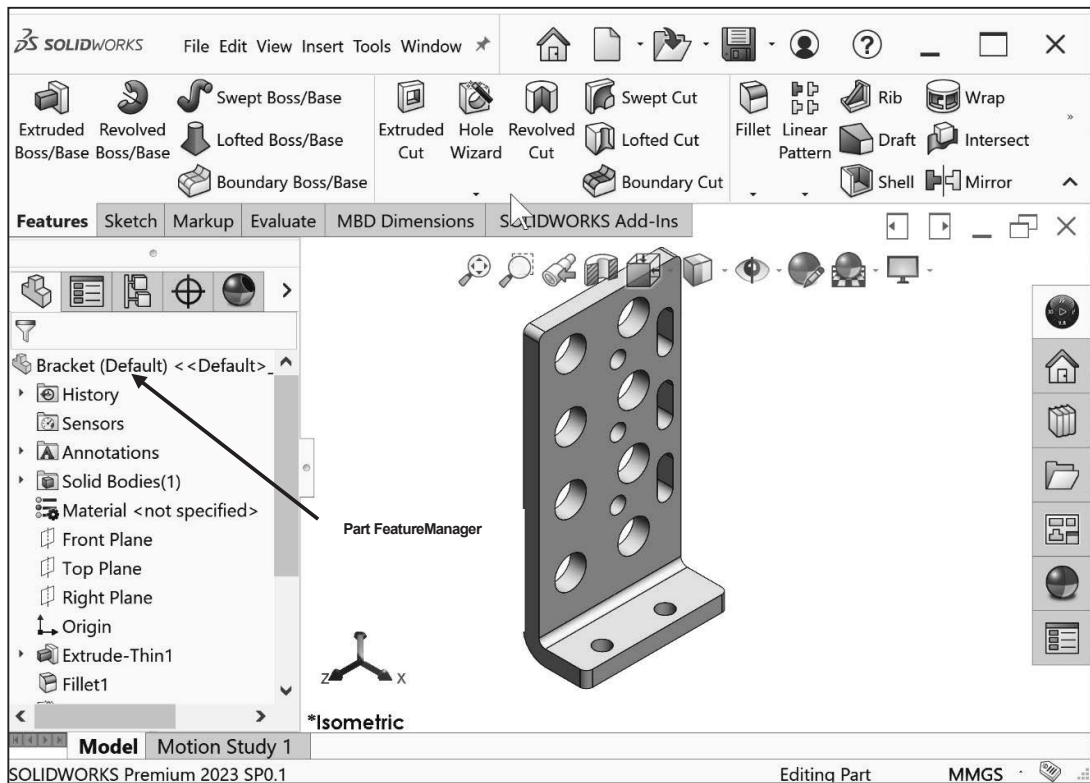 SOLIDWORKS File Edit View Insert Tools Window
Extruded Boss/Base
Revolved Boss/Base
Swept Boss/Base
Lofted Boss/Base
Boundary Boss/Base
Extruded Cut
Hole Wizard
Revolved Cut
Swept Cut
Lofted Cut
Boundary Cut
Fillet
Linear Pattern
Rib
Draft
Shell
Wrap
Intersect
Mirror
Features Sketch Markup Evaluate MBD Dimensions SOLIDWORKS Add-Ins
Bracket (Default) <<Default>_
History
Sensors
Annotations
Solid Bodies(1)
Material <not specified>
Front Plane
Top Plane
Right Plane
Origin
Extrude-Thin1
Fillet1
Part FeatureManager
Z X
*Isometric
Model Motion Study 1
SOLIDWORKS Premium 2023 SP0.1 Editing Part MMGS